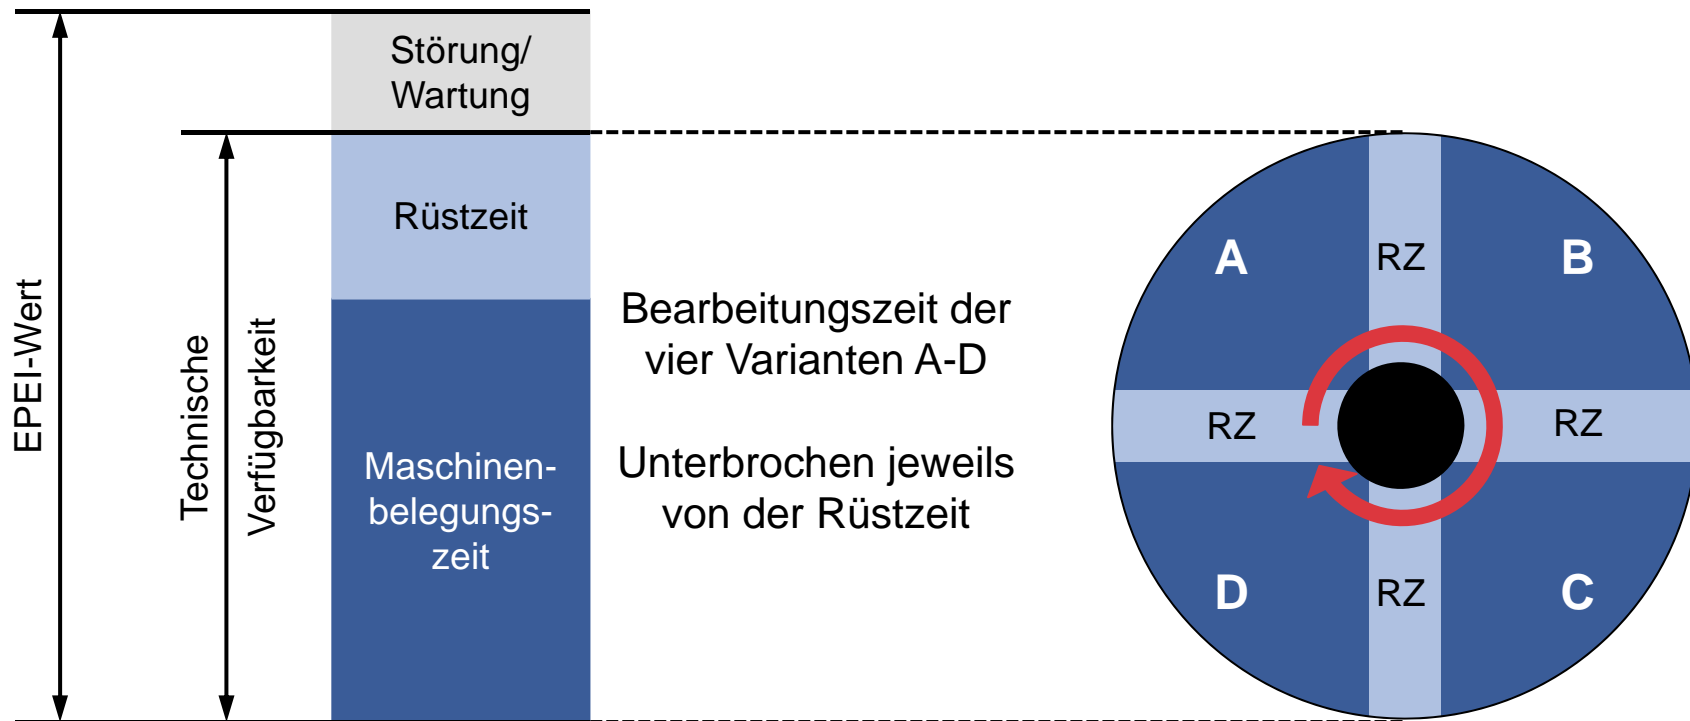 EPEI-Wert
Technische
Verfügbarkeit
Störung/
Wartung
Rüstzeit
Maschinen-
belegungs-
zeit
Bearbeitungszeit der
vier Varianten A-D
Unterbrochen jeweils
von der Rüstzeit
A
RZ
B
RZ
RZ
D
RZ
C